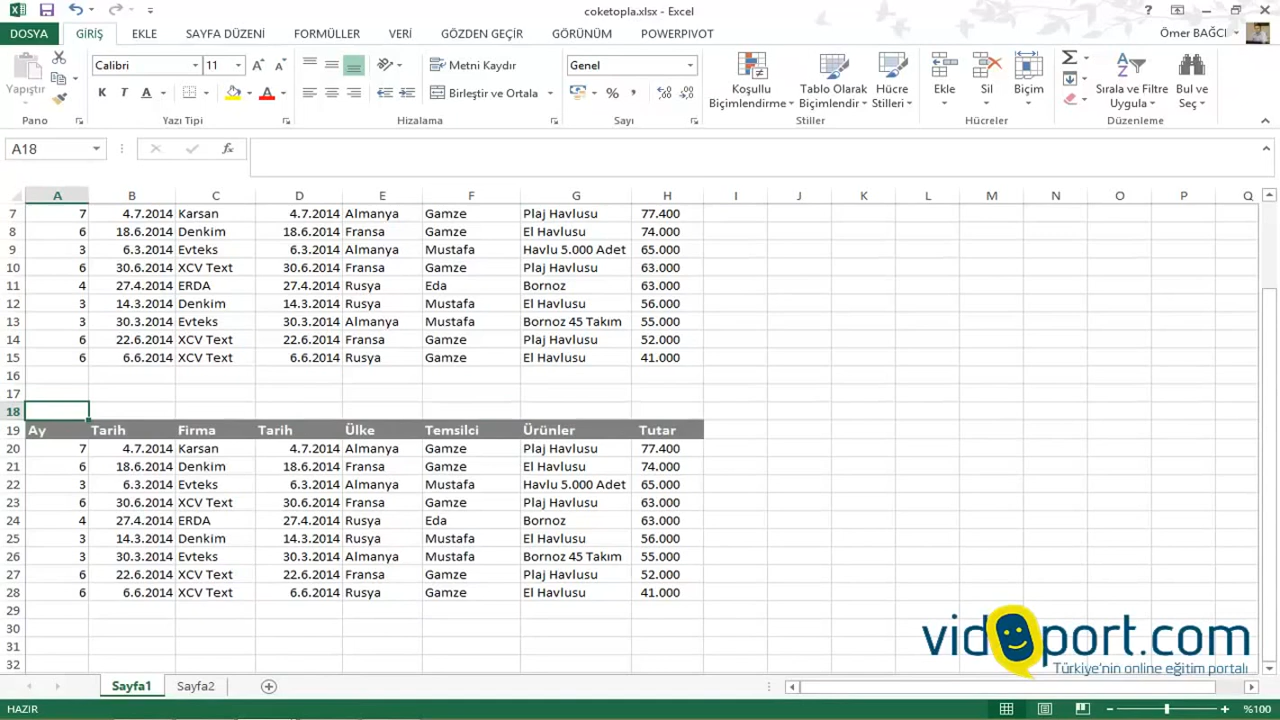 coketopla.xlsx - Excel
DOSYA GİRİŞ EKLE SAYFA DÜZENİ FORMÜLLER VERİ GÖZDEN GEÇİR GÖRÜNÜM POWERPIVOT Ömer BAĞCI
Yapıştır Calibri 11 Metni Kaydır Genel Koşullu Biçimlendirme Tablo Olarak Biçimlendir Hücre Stilleri Ekle Sil Biçim Sırala ve Filtre Uygula Bul ve Seç
K T A A Birleştir ve Ortala % ,
Pano Yazı Tipi Hizalama Sayı Stiller Hücreler Düzenleme
A18 fx
A B C D E F G H I J K L M N O P Q
7 7 4.7.2014 Karsan 4.7.2014 Almanya Gamze Plaj Havlusu 77.400
8 6 18.6.2014 Denkim 18.6.2014 Fransa Gamze El Havlusu 74.000
9 3 6.3.2014 Evteks 6.3.2014 Almanya Mustafa Havlu 5.000 Adet 65.000
10 6 30.6.2014 XCV Text 30.6.2014 Fransa Gamze Plaj Havlusu 63.000
11 4 27.4.2014 ERDA 27.4.2014 Rusya Eda Bornoz 63.000
12 3 14.3.2014 Denkim 14.3.2014 Rusya Mustafa El Havlusu 56.000
13 3 30.3.2014 Evteks 30.3.2014 Almanya Mustafa Bornoz 45 Takım 55.000
14 6 22.6.2014 XCV Text 22.6.2014 Fransa Gamze Plaj Havlusu 52.000
15 6 6.6.2014 XCV Text 6.6.2014 Rusya Gamze El Havlusu 41.000
16
17
18
19 Ay Tarih Firma Tarih Ülke Temsilci Ürünler Tutar
20 7 4.7.2014 Karsan 4.7.2014 Almanya Gamze Plaj Havlusu 77.400
21 6 18.6.2014 Denkim 18.6.2014 Fransa Gamze El Havlusu 74.000
22 3 6.3.2014 Evteks 6.3.2014 Almanya Mustafa Havlu 5.000 Adet 65.000
23 6 30.6.2014 XCV Text 30.6.2014 Fransa Gamze Plaj Havlusu 63.000
24 4 27.4.2014 ERDA 27.4.2014 Rusya Eda Bornoz 63.000
25 3 14.3.2014 Denkim 14.3.2014 Rusya Mustafa El Havlusu 56.000
26 3 30.3.2014 Evteks 30.3.2014 Almanya Mustafa Bornoz 45 Takım 55.000
27 6 22.6.2014 XCV Text 22.6.2014 Fransa Gamze Plaj Havlusu 52.000
28 6 6.6.2014 XCV Text 6.6.2014 Rusya Gamze El Havlusu 41.000
29
30
31
32
videoport.com
Türkiye'nin online eğitim portalı
Sayfa1 Sayfa2
HAZIR %100